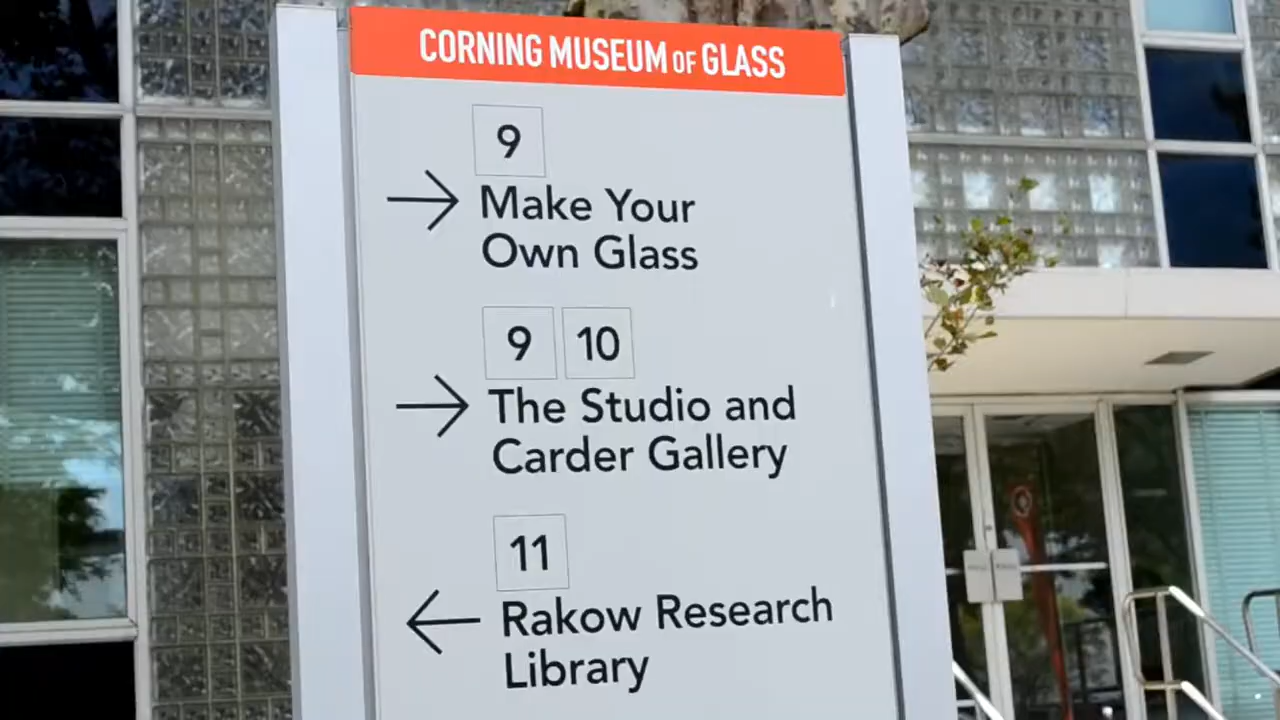 CORNING MUSEUM OF GLASS
9
Make Your
Own Glass
9 10
The Studio and
Carder Gallery
11
Rakow Research
Library